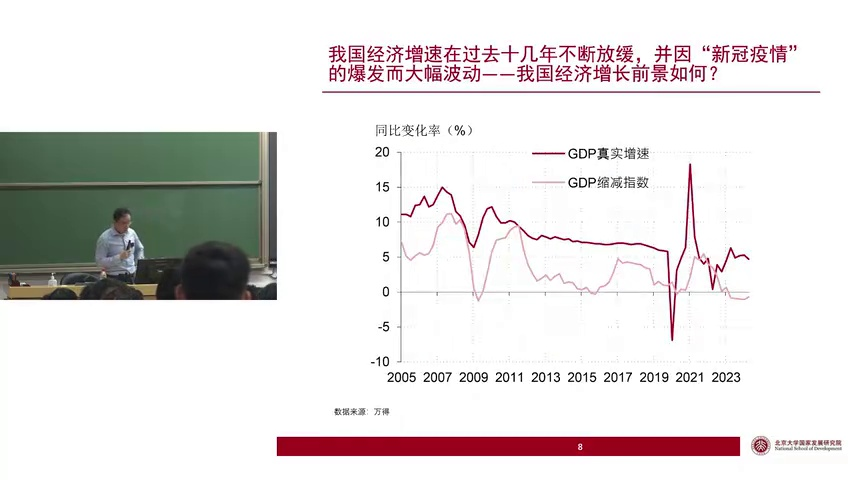 我国经济增速在过去十几年不断放缓，并因“新冠疫情”
的爆发而大幅波动——我国经济增长前景如何？
同比变化率（%）
20
15
10
5
0
-5
-10
GDP真实增速
GDP缩减指数
2005 2007 2009 2011 2013 2015 2017 2019 2021 2023
数据来源：万得
8
北京大学国家发展研究院
National School of Development